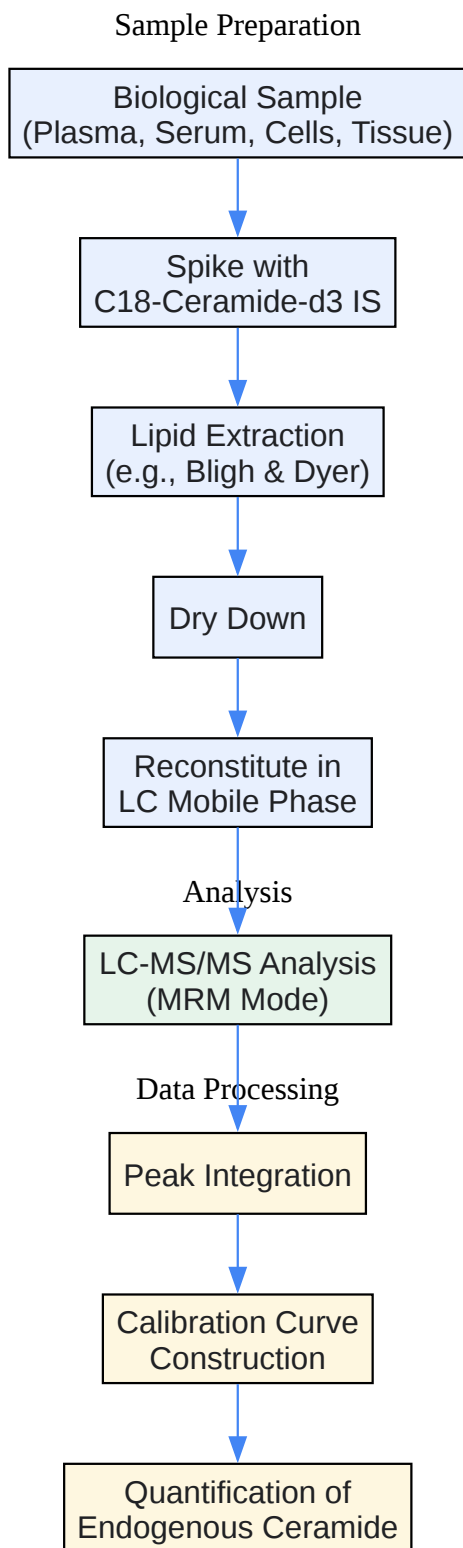 Sample Preparation
Biological Sample
(Plasma, Serum, Cells, Tissue)
Spike with
C18-Ceramide-d3 IS
Lipid Extraction
(e.g., Bligh & Dyer)
Dry Down
Reconstitute in
LC Mobile Phase
Analysis
LC-MS/MS Analysis
(MRM Mode)
Data Processing
Peak Integration
Calibration Curve
Construction
Quantification of
Endogenous Ceramide